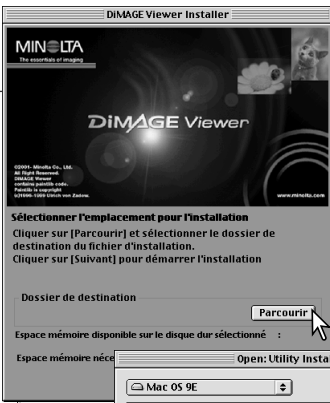 DiMAGE Viewer Installer
MINOLTA
The essentials of imaging
DiMAGE Viewer
©2001- Minolta Co., Ltd.
All Right Reserved.
DiMAGE Viewer
contains paintlib code.
Paintlib is copyright
(c)1996-1998 Ulrich von Zadow.
www.minolta.com
Sélectionner l'emplacement pour l'installation
Cliquer sur [Parcourir] et sélectionner le dossier de
destination du fichier d'installation.
Cliquer sur [Suivant] pour démarrer l'installation
Dossier de destination
Parcourir
Espace mémoire disponible sur le disque dur sélectionné :
Espace mémoire néce
Open: Utility Insta
Mac OS 9E